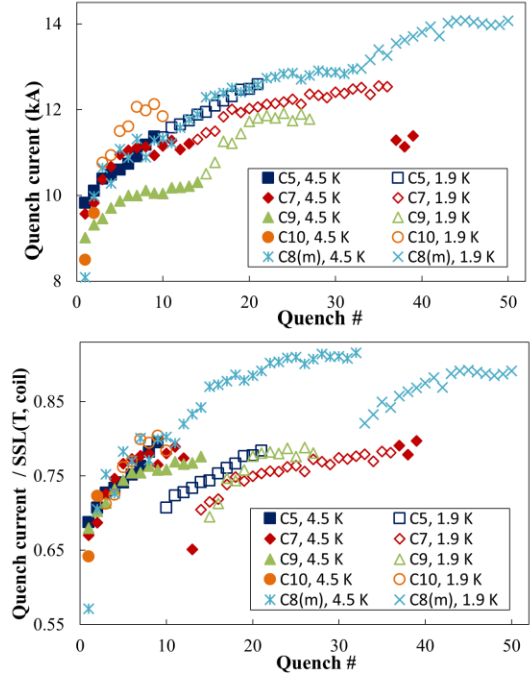 14
12
10
8
Quench current (kA)
C5, 4.5 K C5, 1.9 K
C7, 4.5 K C7, 1.9 K
C9, 4.5 K C9, 1.9 K
C10, 4.5 K C10, 1.9 K
C8(m), 4.5 K C8(m), 1.9 K
0 10 20 30 40 50
Quench #
0.85
0.75
0.65
0.55
Quench current / SSL(T, coil)
C5, 4.5 K C5, 1.9 K
C7, 4.5 K C7, 1.9 K
C9, 4.5 K C9, 1.9 K
C10, 4.5 K C10, 1.9 K
C8(m), 4.5 K C8(m), 1.9 K
0 10 20 30 40 50
Quench #